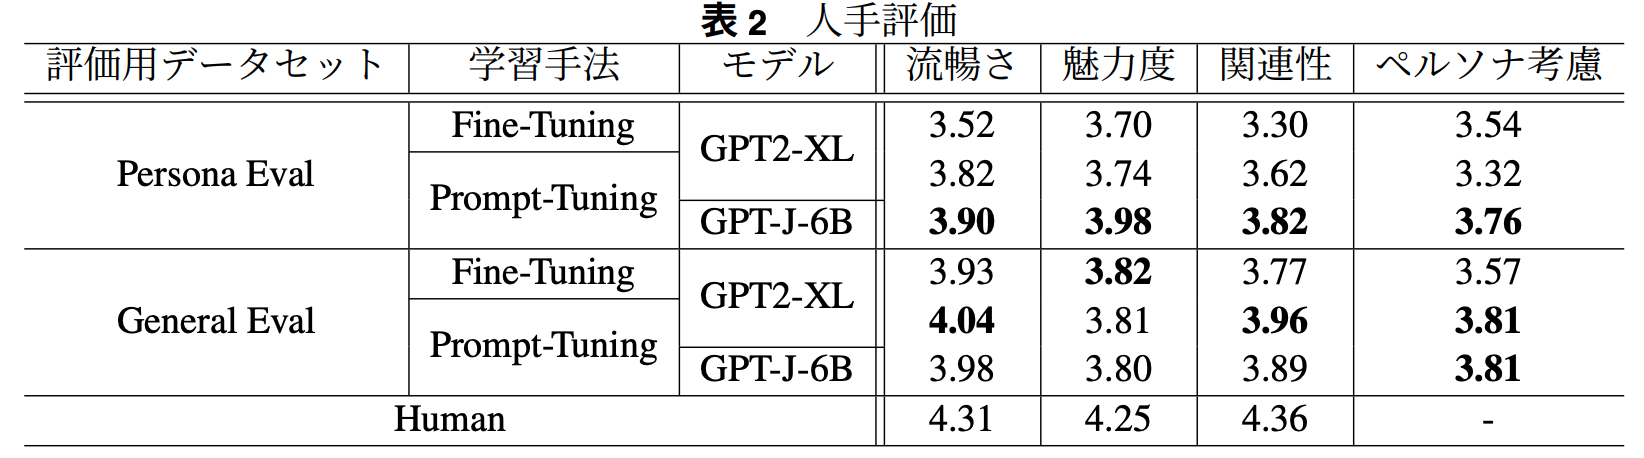 表 2 人手評価
評価用データセット 学習手法 モデル 流暢さ 魅力度 関連性 ペルソナ考慮
Persona Eval Fine-Tuning GPT2-XL 3.52 3.70 3.30 3.54
Prompt-Tuning 3.82 3.74 3.62 3.32
GPT-J-6B 3.90 3.98 3.82 3.76
General Eval Fine-Tuning GPT2-XL 3.93 3.82 3.77 3.57
Prompt-Tuning 4.04 3.81 3.96 3.81
GPT-J-6B 3.98 3.80 3.89 3.81
Human 4.31 4.25 4.36 -